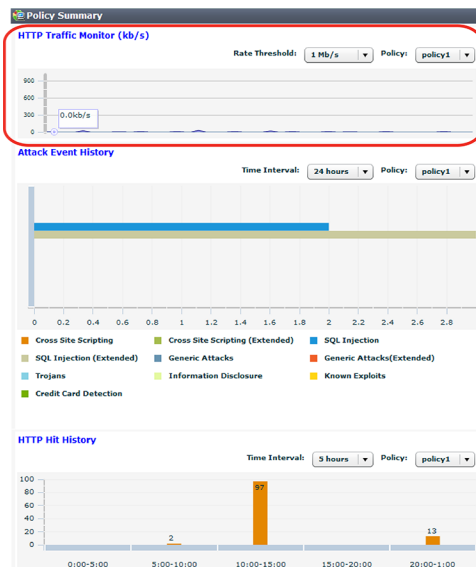 Policy Summary
HTTP Traffic Monitor (kb/s)
Rate Threshold: 1 Mb/s Policy: policy1
900
600
300
0
0.0kb/s
Attack Event History
Time Interval: 24 hours Policy: policy1
0 0.2 0.4 0.6 0.8 1 1.2 1.4 1.6 1.8 2 2.2 2.4 2.6 2.8
Cross Site Scripting Cross Site Scripting (Extended) SQL Injection
SQL Injection (Extended) Generic Attacks Generic Attacks(Extended)
Trojans Information Disclosure Known Exploits
Credit Card Detection
HTTP Hit History
Time Interval: 5 hours Policy: policy1
100
80
60
40
20
0
2
97
13
0:00-5:00 5:00-10:00 10:00-15:00 15:00-20:00 20:00-1:00